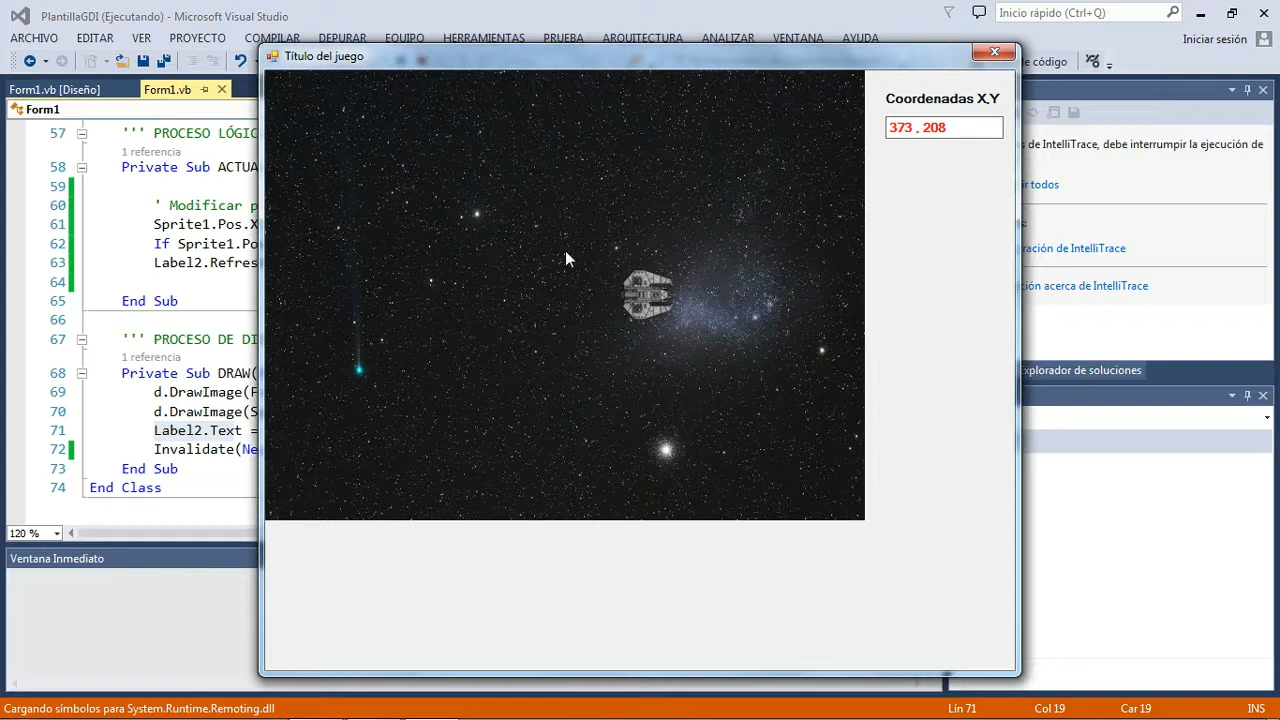 PlantillaGDI (Ejecutando) - Microsoft Visual Studio
Inicio rápido (Ctrl+Q)
ARCHIVO EDITAR VER PROYECTO COMPILAR DEPURAR EQUIPO HERRAMIENTAS PRUEBA ARQUITECTURA ANALIZAR VENTANA AYUDA
Iniciar sesión
Título del juego
de código
Form1.vb [Diseño] Form1.vb
Form1
Coordenadas X,Y
373 , 208
57 ''' PROCESO LÓGIC
1 referencia
58 Private Sub ACTUA
59
60 ' Modificar p
61 Sprite1.Pos.X
62 If Sprite1.Po
63 Label2.Refres
64
65 End Sub
66
67 ''' PROCESO DE DI
1 referencia
68 Private Sub DRAW(
69 d.DrawImage(F
70 d.DrawImage(S
71 Label2.Text =
72 Invalidate(Ne
73 End Sub
74 End Class
s de IntelliTrace, debe interrumpir la ejecución de
ir todos
s:
ración de IntelliTrace
ación acerca de IntelliTrace
xplorador de soluciones
120 %
Ventana Inmediato
Cargando símbolos para System.Runtime.Remoting.dll
Lín 71 Col 19 Car 19 INS